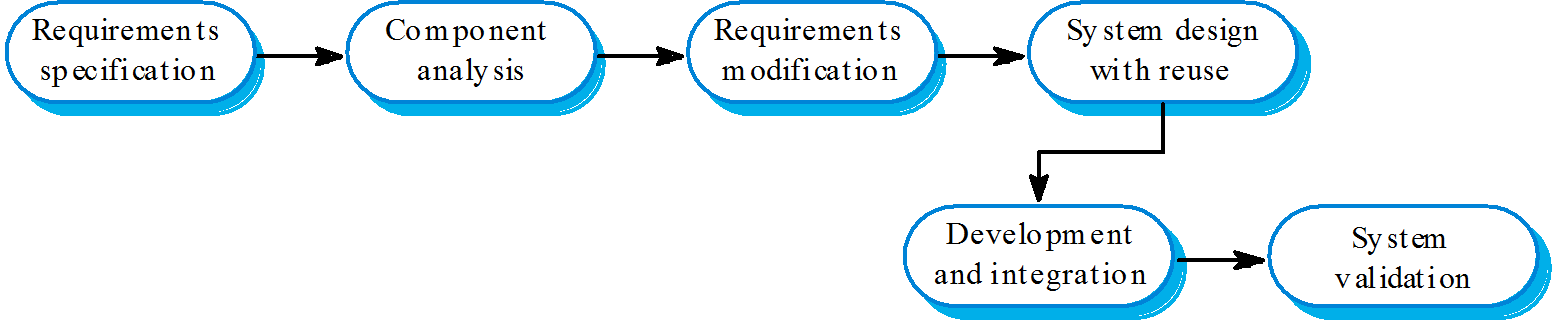 Requirements
specification
Component
analysis
Requirements
modification
System design
with reuse
Development
and integration
System
validation